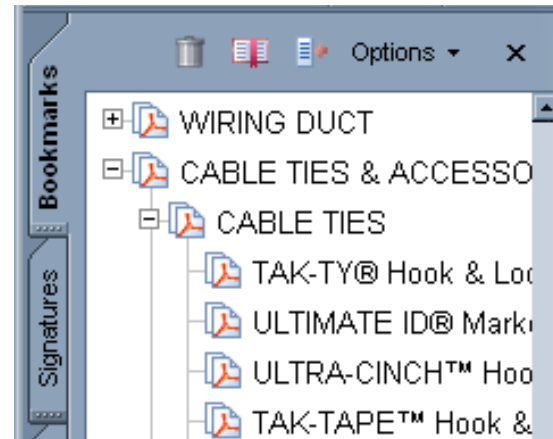 Options
Bookmarks
Signatures
WIRING DUCT
CABLE TIES & ACCESSO
CABLE TIES
TAK-TY® Hook & Loo
ULTIMATE ID® Mark
ULTRA-CINCH™ Hoo
TAK-TAPE™ Hook &